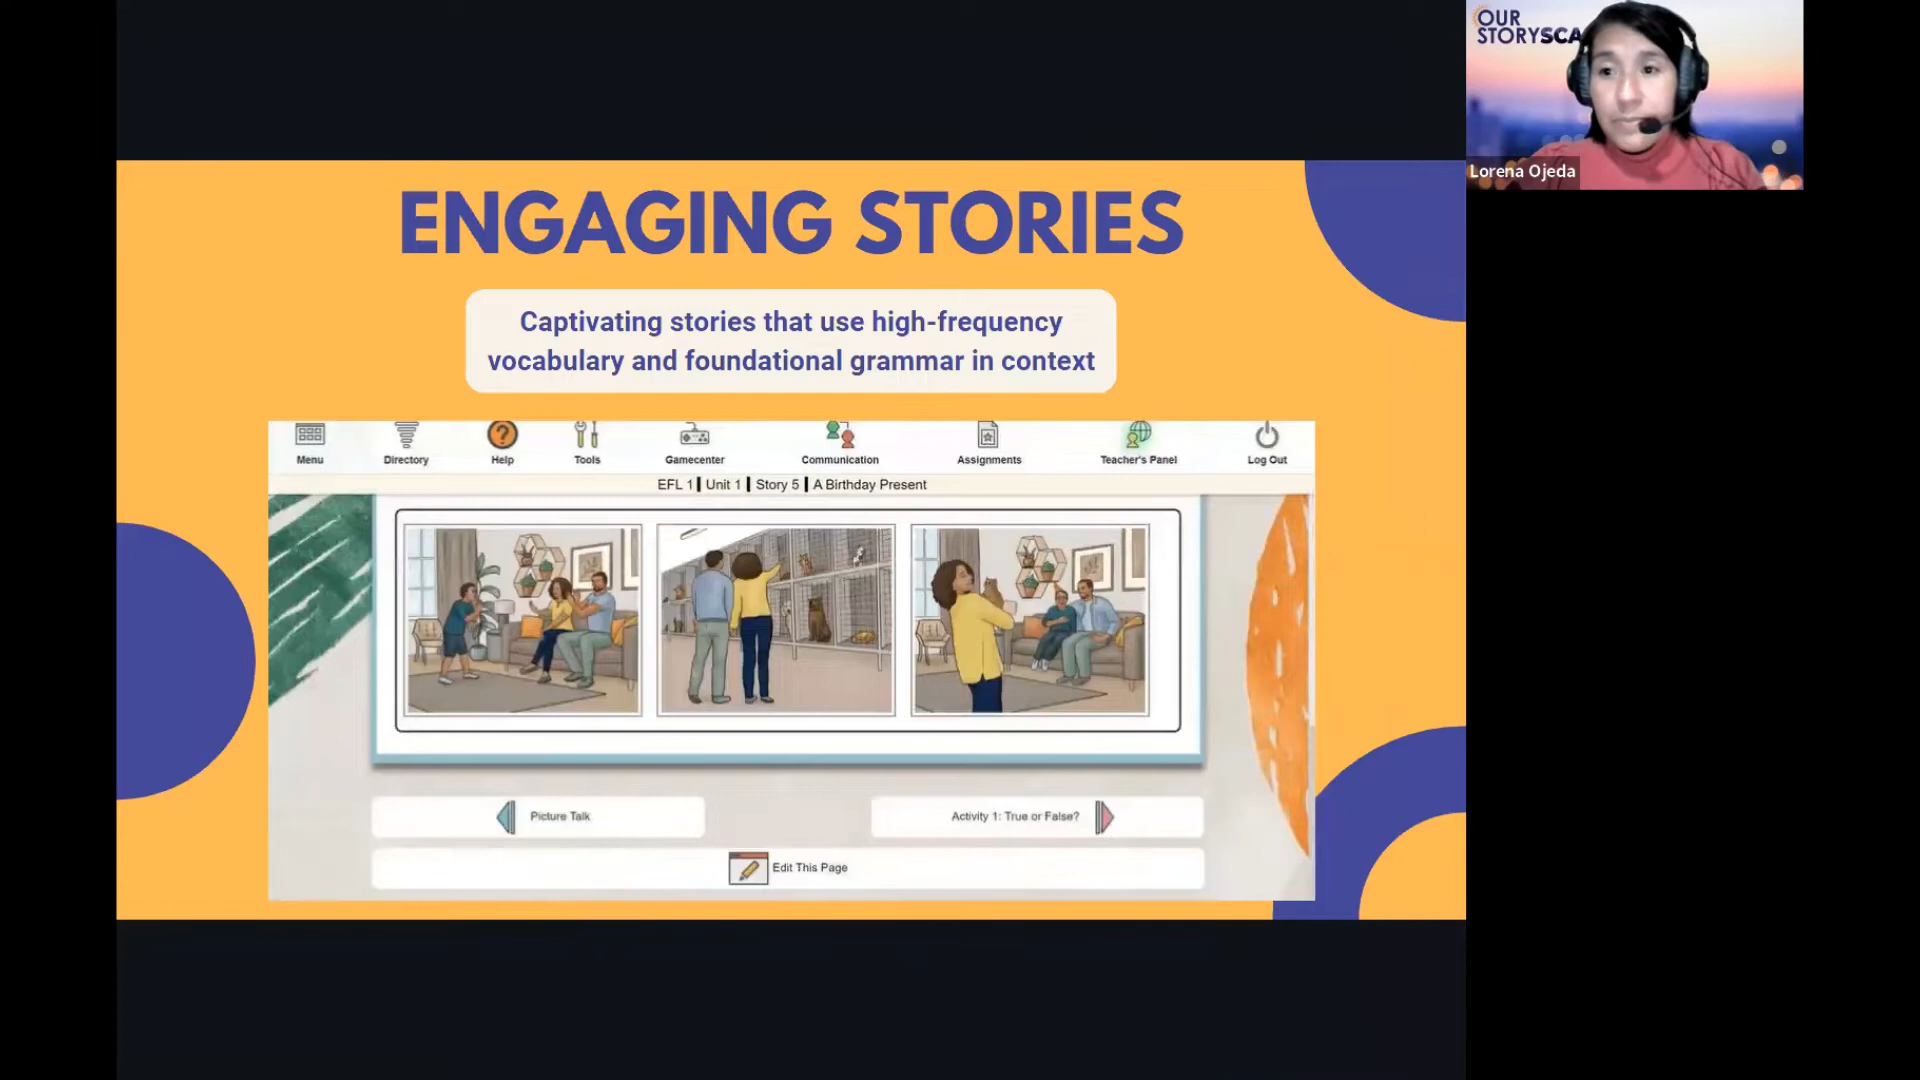 ENGAGING STORIES
Captivating stories that use high-frequency
vocabulary and foundational grammar in context
Menu
Directory
Help
Tools
Gamecenter
Communication
Assignments
Teacher's Panel
Log Out
EFL 1 | Unit 1 | Story 5 | A Birthday Present
Picture Talk
Activity 1: True or False?
Edit This Page
OUR
STORYSCA
Lorena Ojeda